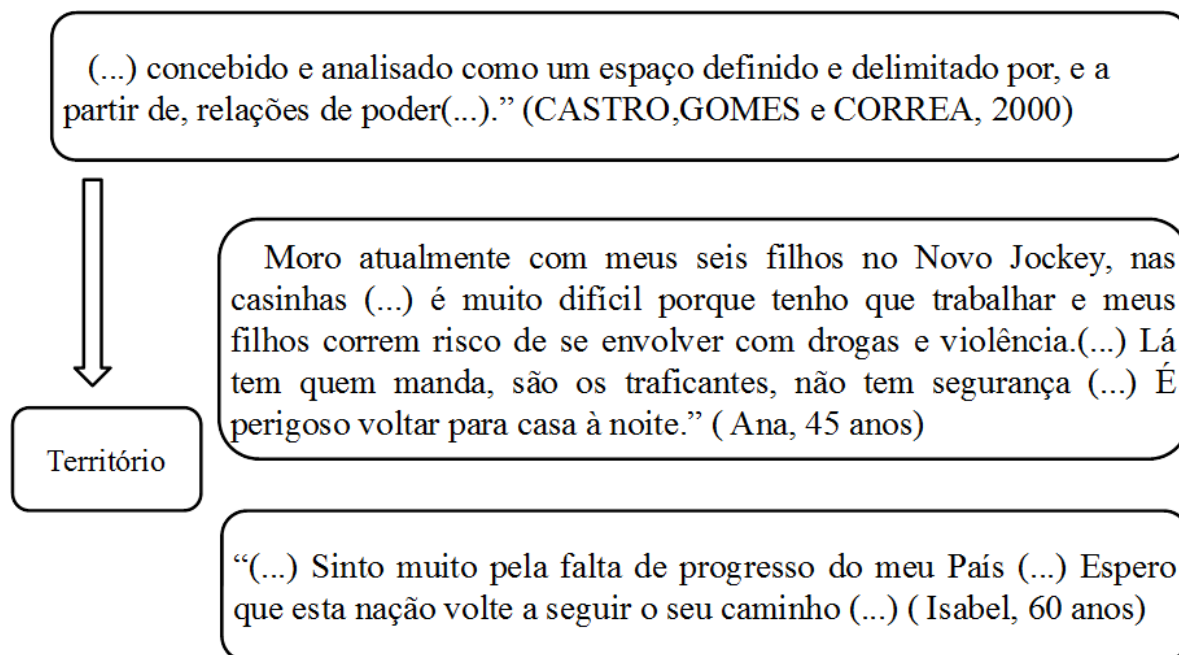 (...) concebido e analisado como um espaço definido e delimitado por, e a
partir de, relações de poder(...).” (CASTRO,GOMES e CORREA, 2000)
Moro atualmente com meus seis filhos no Novo Jockey, nas
casinhas (...) é muito difícil porque tenho que trabalhar e meus
filhos correm risco de se envolver com drogas e violência.(...) Lá
tem quem manda, são os traficantes, não tem segurança (...) É
perigoso voltar para casa à noite.” ( Ana, 45 anos)
Território
“(...) Sinto muito pela falta de progresso do meu País (...) Espero
que esta nação volte a seguir o seu caminho (...) ( Isabel, 60 anos)